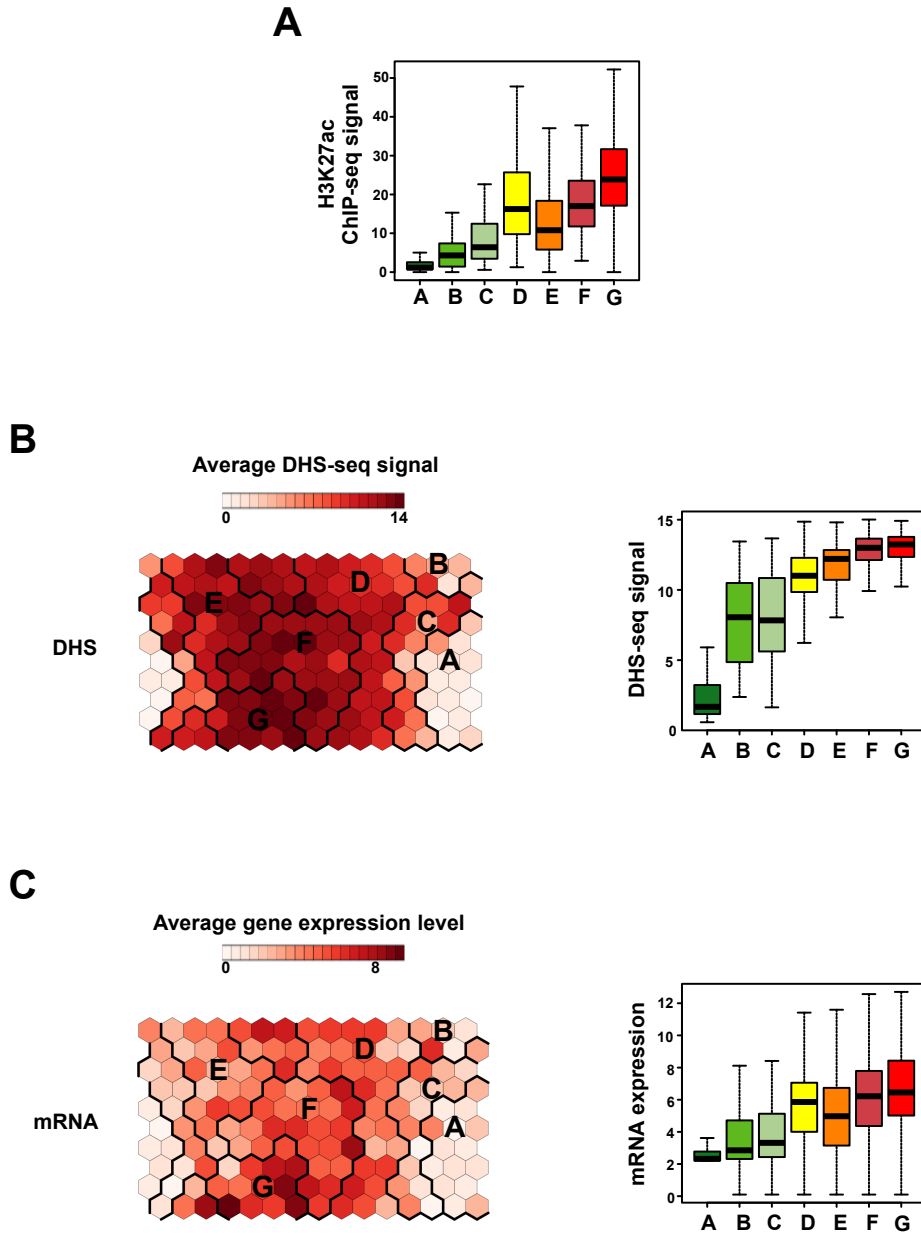 A
H3K27ac
ChIP-seq signal
50
40
30
20
10
0
A B C D E F G
B
Average DHS-seq signal
0 14
DHS
B
D
E
C
F
A
G
DHS-seq signal
15
10
5
0
A B C D E F G
C
Average gene expression level
0 8
mRNA
B
D
E
C
F
A
G
mRNA expression
12
10
8
6
4
2
0
A B C D E F G